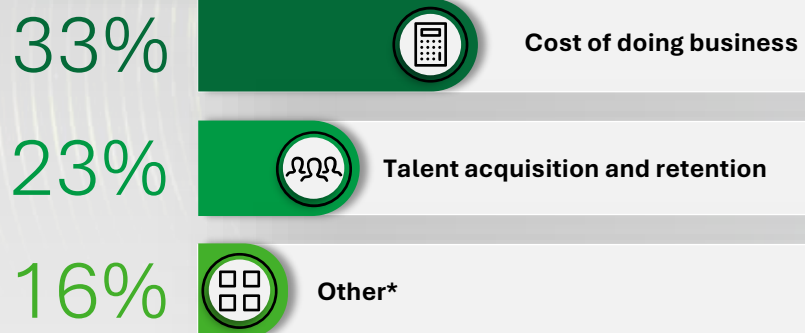 33%
Cost of doing business
23%
Talent acquisition and retention
16%
Other*